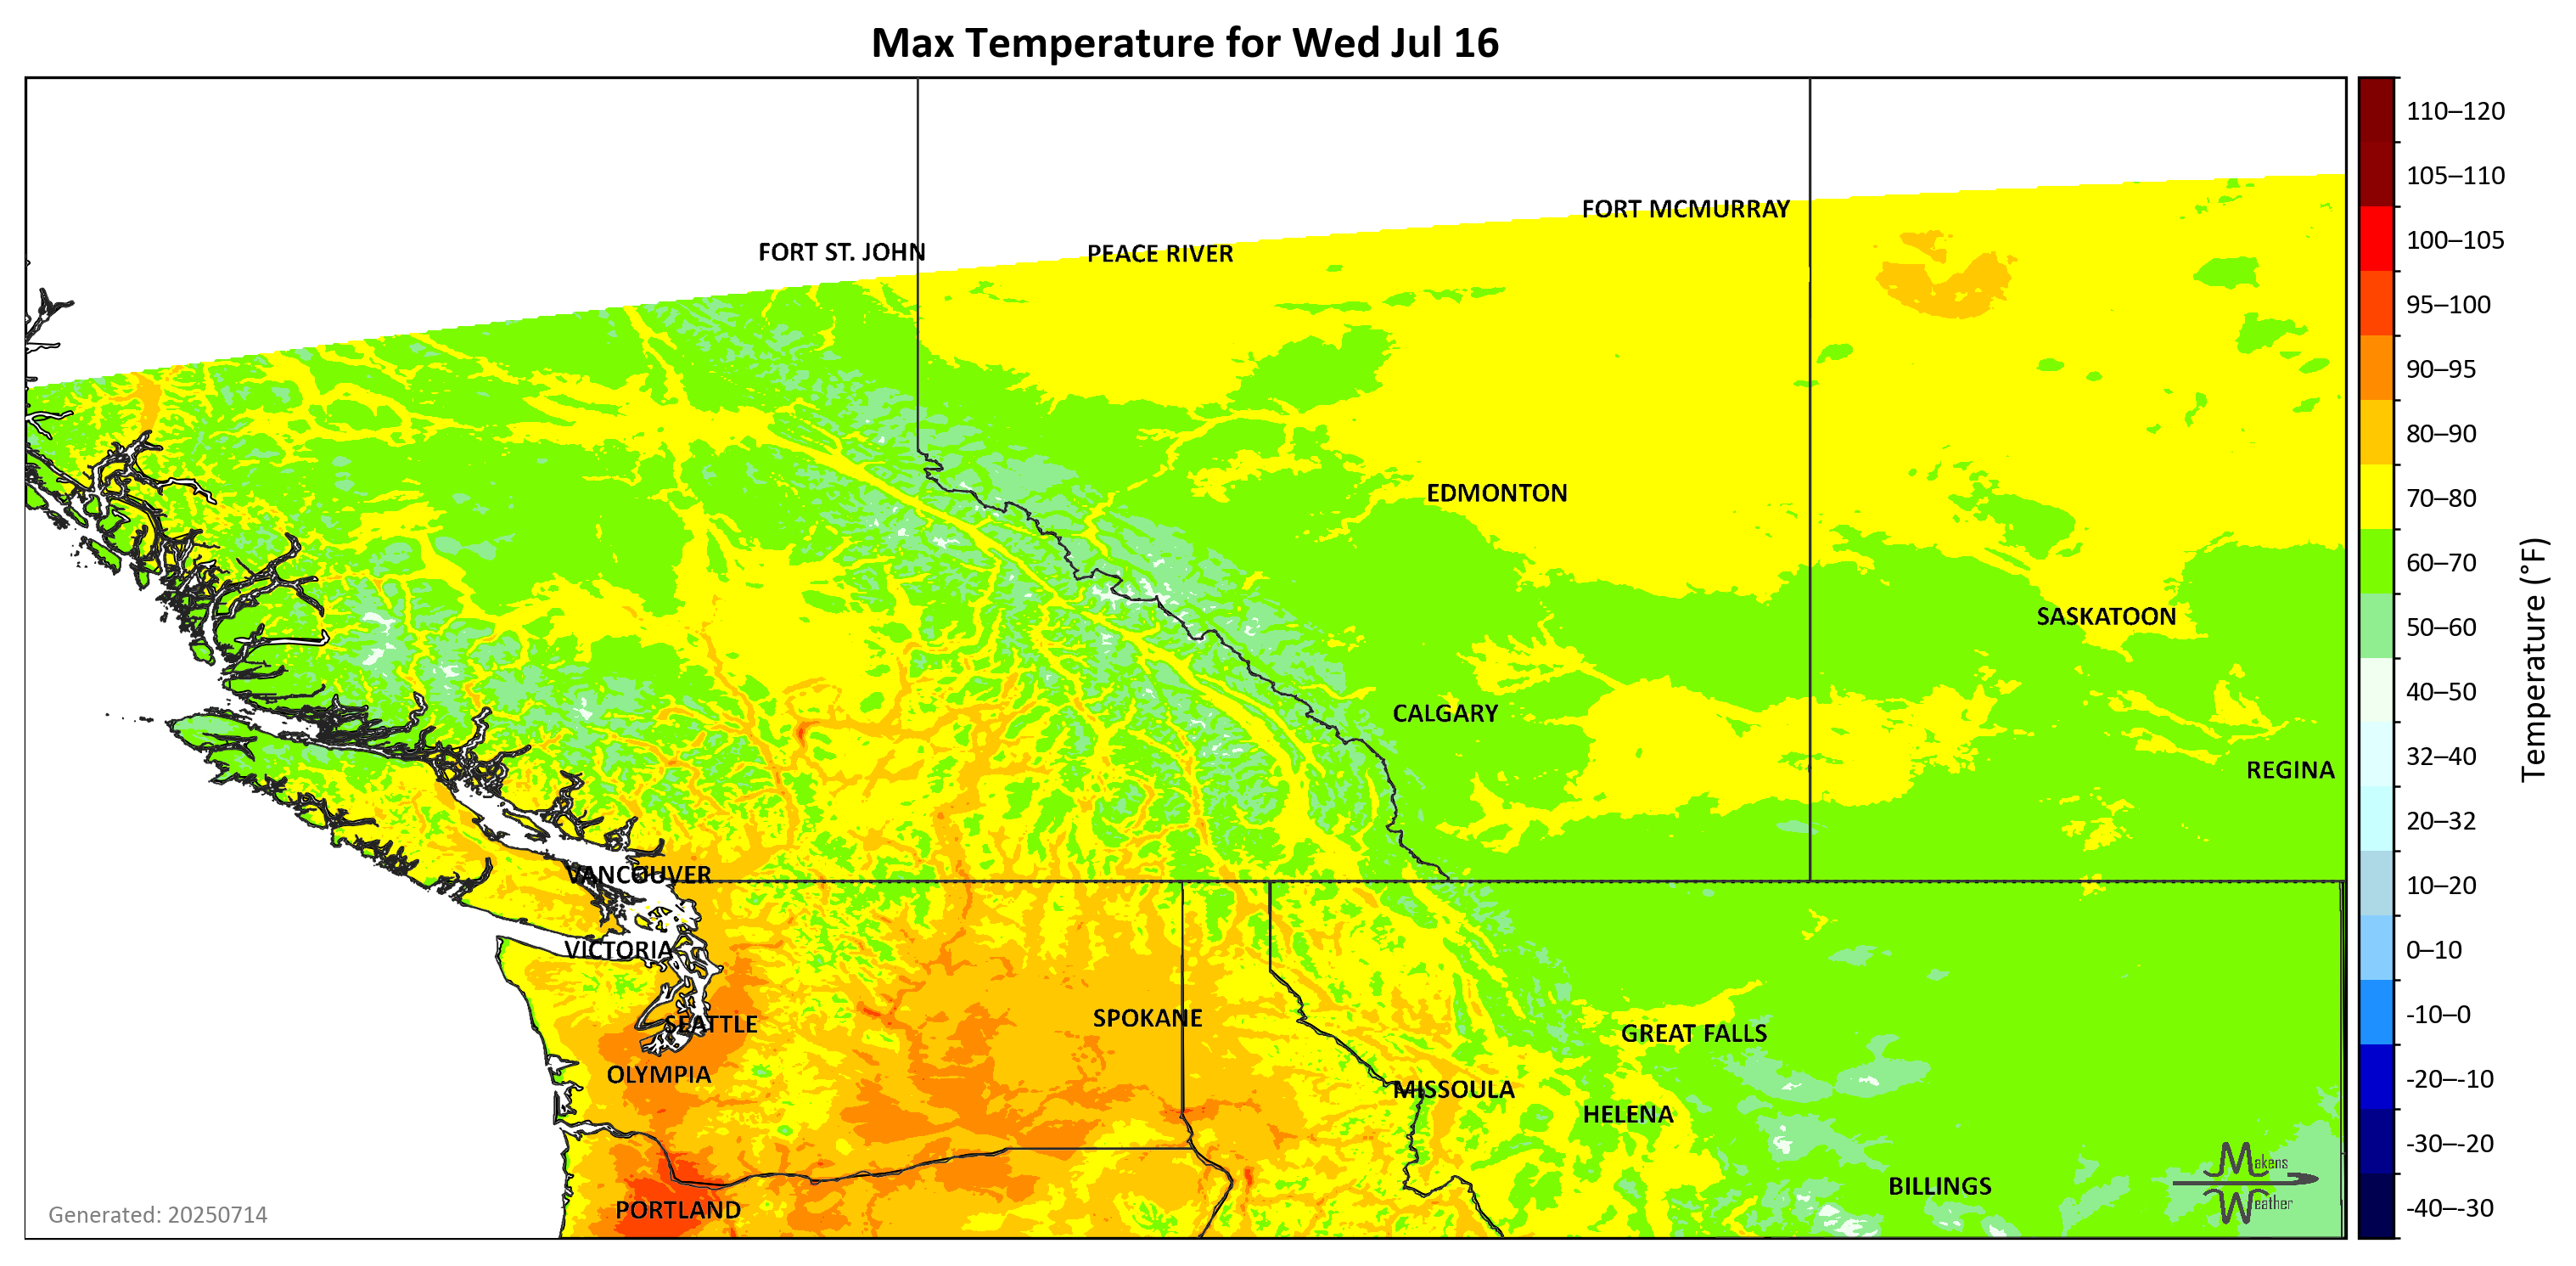 Max Temperature for Wed Jul 16
110–120
105–110
FORT MCMURRAY
100–105
FORT ST. JOHN
PEACE RIVER
95–100
90–95
80–90
EDMONTON
70–80
60–70
SASKATOON
50–60
40–50
CALGARY
32–40
REGINA
Temperature (°F)
20–32
VANCOUVER
10–20
VICTORIA
0–10
SPOKANE
-10–0
SEATTLE
GREAT FALLS
OLYMPIA
-20–-10
MISSOULA
HELENA
-30–-20
Makens
Weather
BILLINGS
-40–-30
PORTLAND
Generated: 20250714